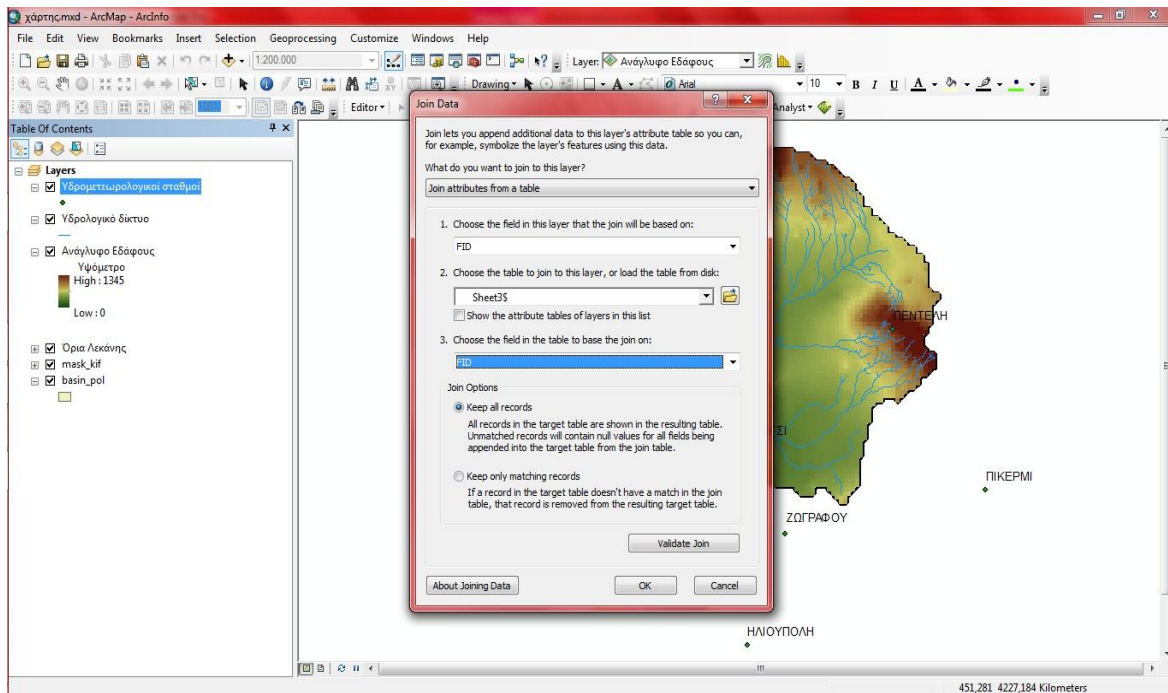 χάρτης.mxd - ArcMap - ArcInfo
File Edit View Bookmarks Insert Selection Geoprocessing Customize Windows Help
1:200.000 Layer: Ανάγλυφο Εδάφους
Drawing Arial 10 B I U A
Editor Analyst
Table Of Contents
Layers
Υδρομετεωρολογικοί σταθμοί
Υδρολογικό δίκτυο
Ανάγλυφο Εδάφους
Υψόμετρο
High : 1345
Low : 0
Όρια Λεκάνης
mask_kif
basin_pol
Join Data
Join lets you append additional data to this layer's attribute table so you can,
for example, symbolize the layer's features using this data.
What do you want to join to this layer?
Join attributes from a table
1. Choose the field in this layer that the join will be based on:
FID
2. Choose the table to join to this layer, or load the table from disk:
Sheet3$
Show the attribute tables of layers in this list
3. Choose the field in the table to base the join on:
FID
Join Options
Keep all records
All records in the target table are shown in the resulting table.
Unmatched records will contain null values for all fields being
appended into the target table from the join table.
Keep only matching records
If a record in the target table doesn't have a match in the join
table, that record is removed from the resulting target table.
Validate Join
About Joining Data OK Cancel
ΠΕΝΤΕΛΗ
ΣΙ
ΠΙΚΕΡΜΙ
ΖΩΓΡΑΦΟΥ
ΗΛΙΟΥΠΟΛΗ
451,281 4227,184 Kilometers